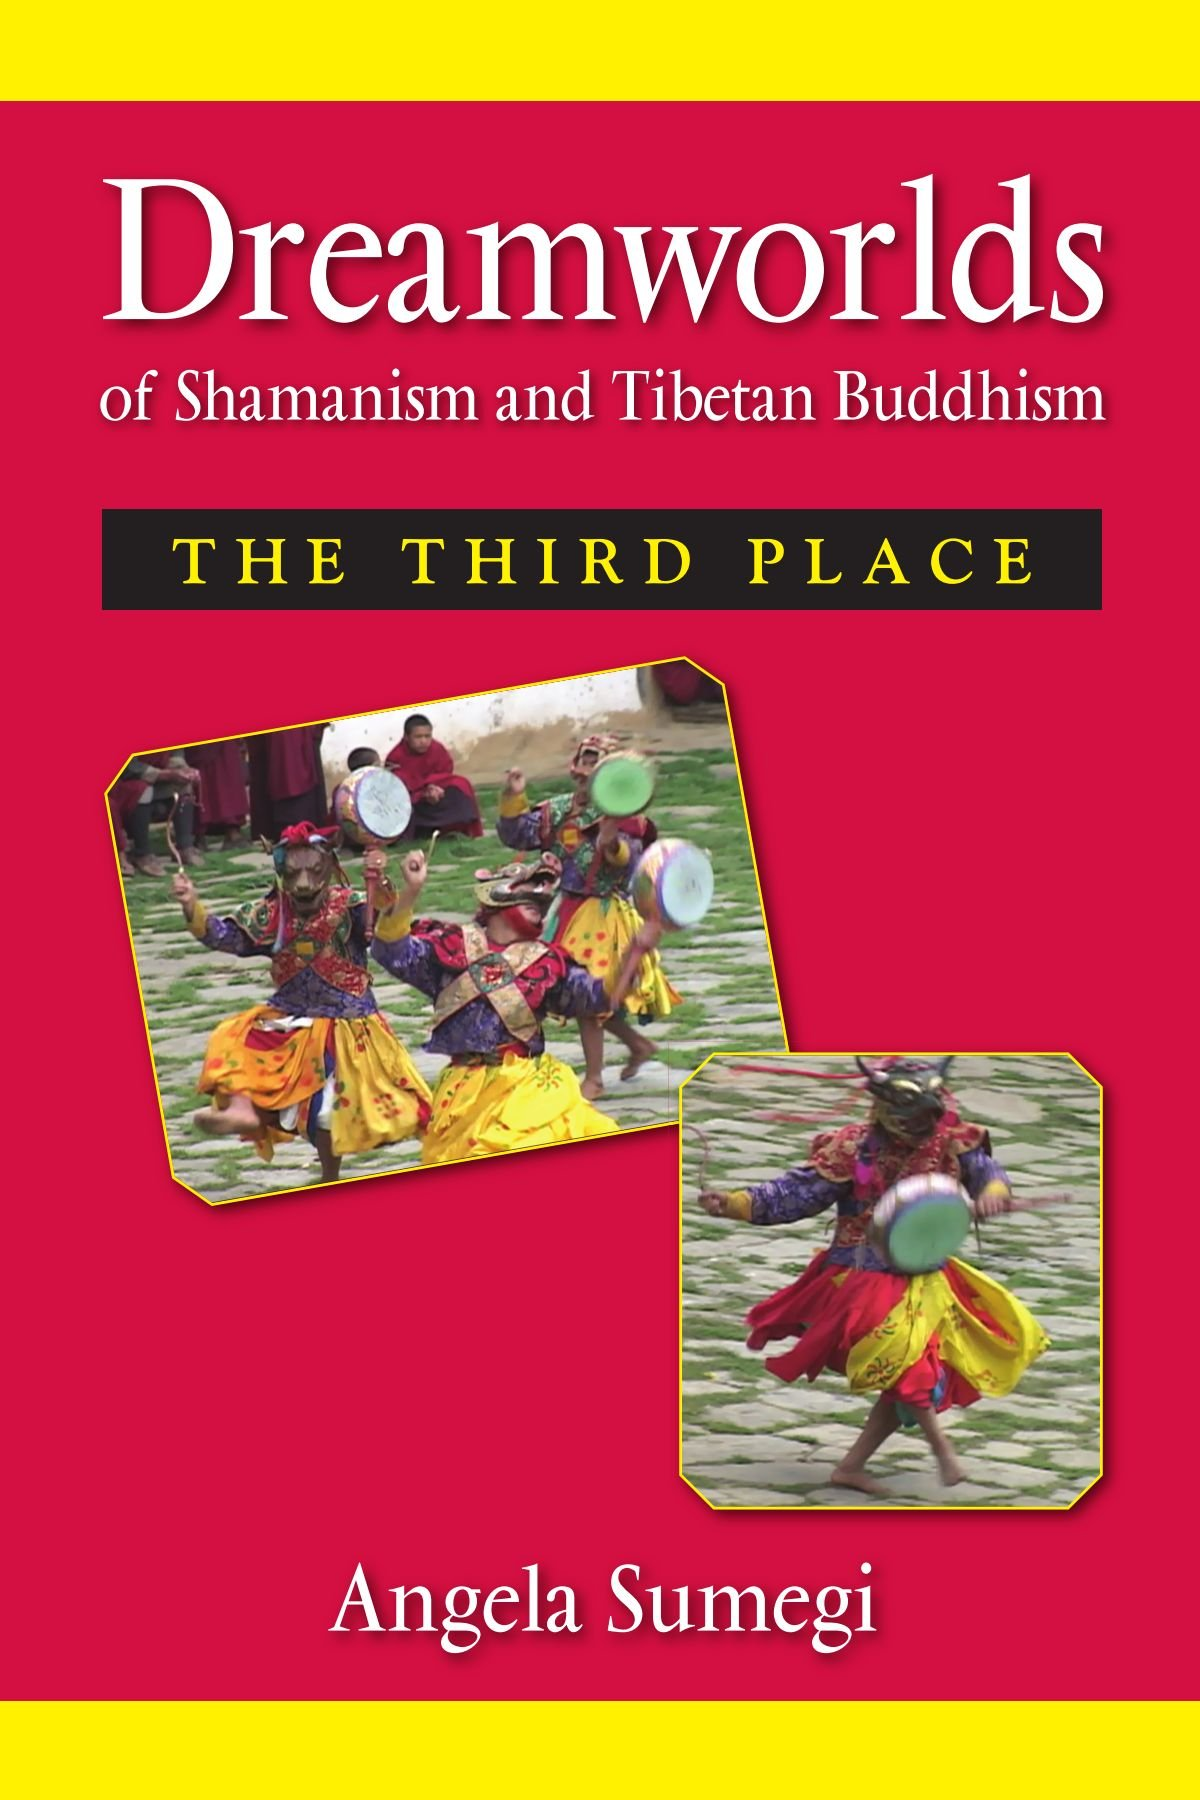 Dreamworlds
of Shamanism and Tibetan Buddhism
THE THIRD PLACE
Angela Sumegi